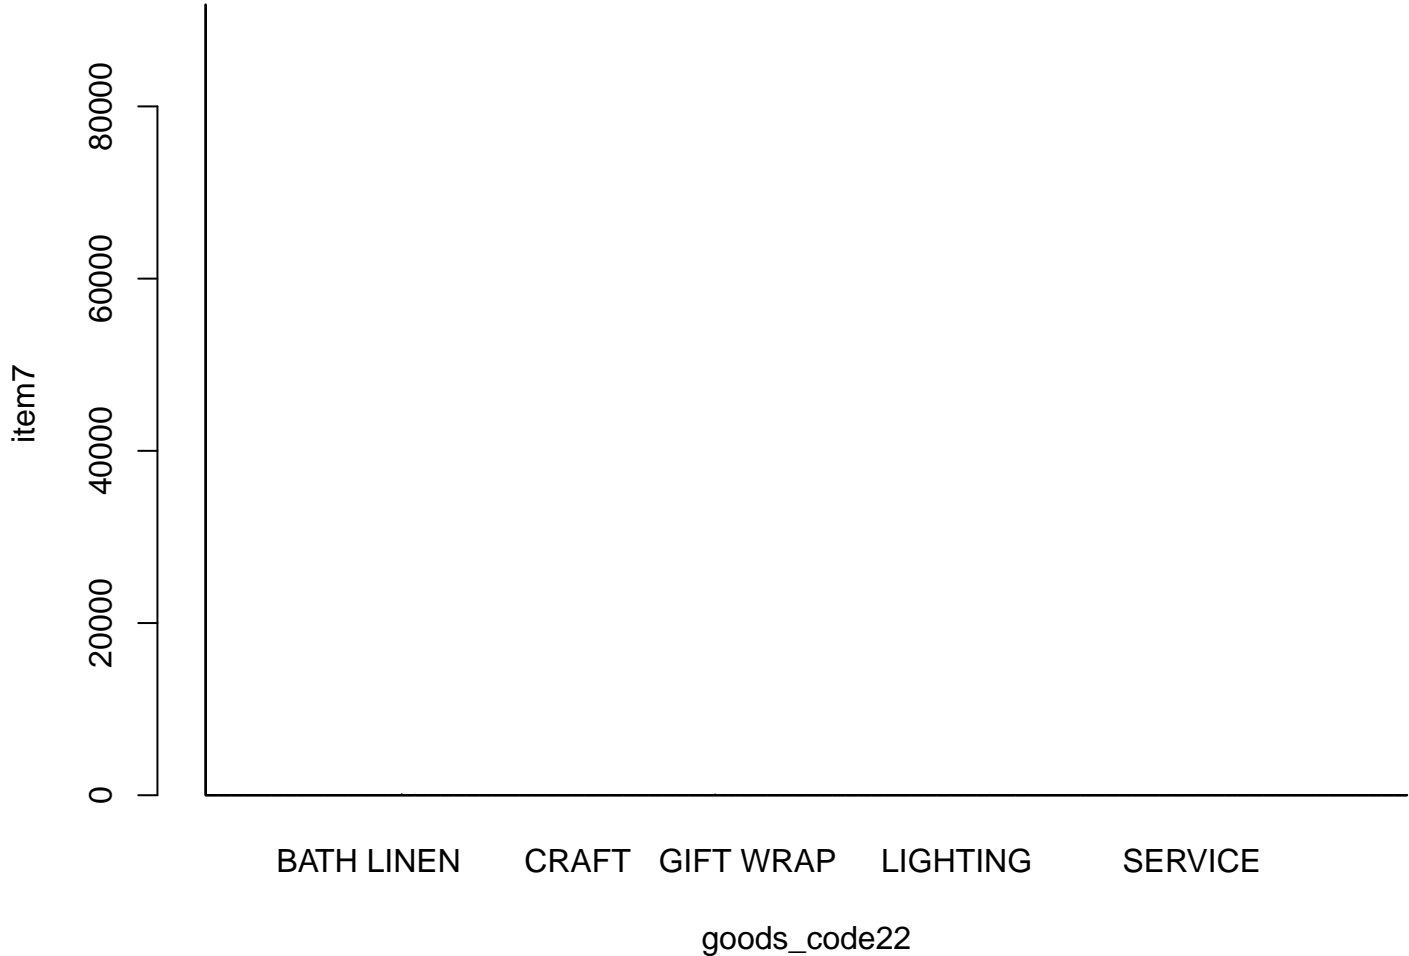 80000
60000
40000
20000
0
item7
BATH LINEN CRAFT GIFT WRAP LIGHTING SERVICE
goods_code22